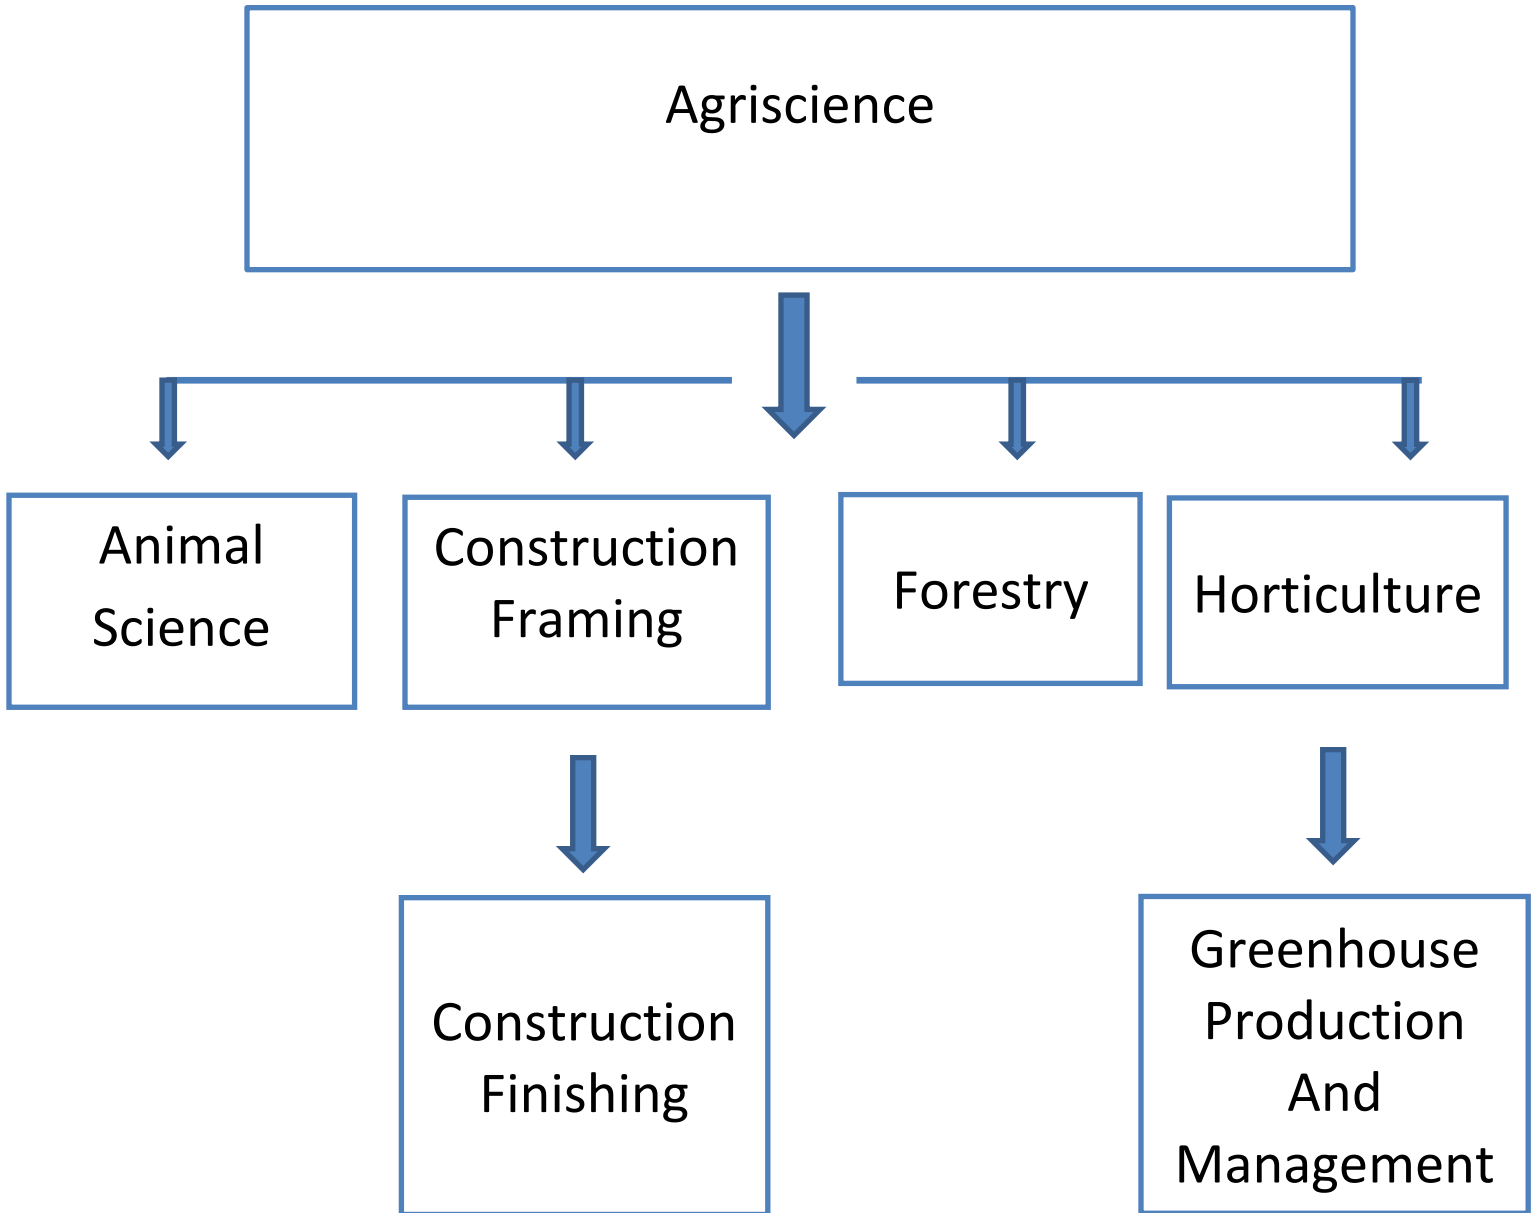 Agriscience
Animal
Science
Construction
Framing
Forestry
Horticulture
Construction
Finishing
Greenhouse
Production
And
Management